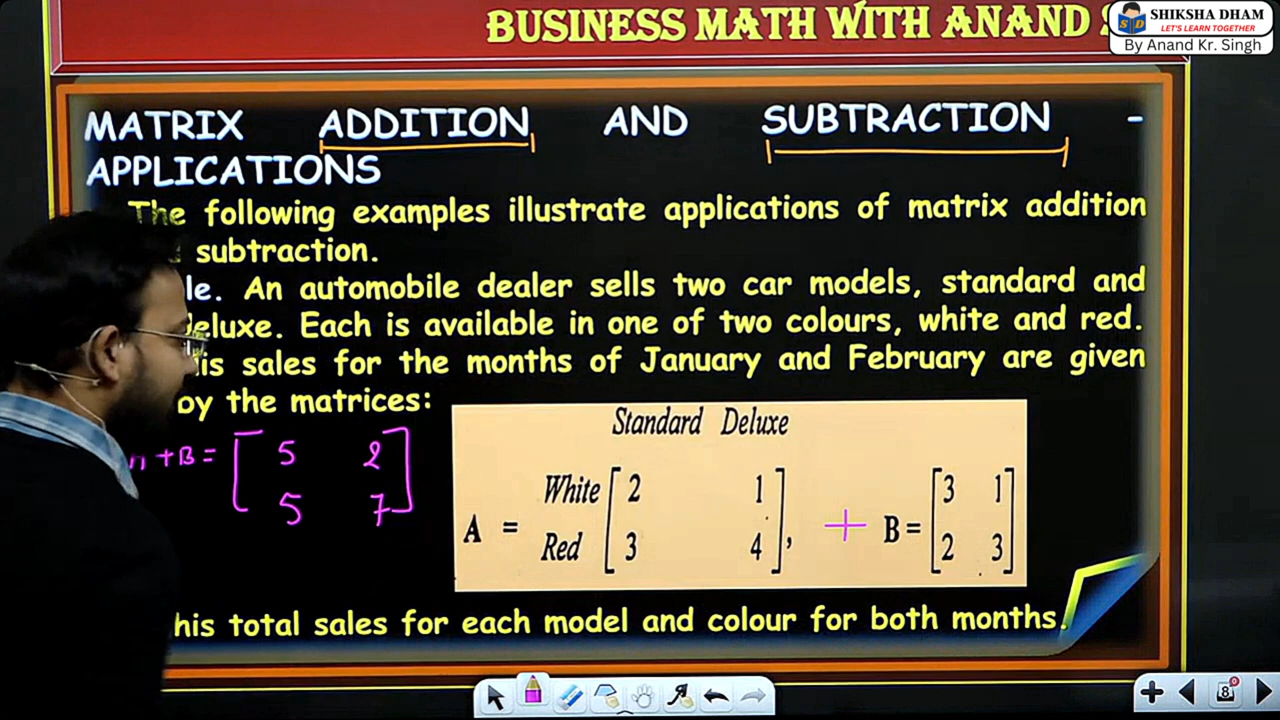 BUSINESS MATH WITH ANAND
SHIKSHA DHAM
LET'S LEARN TOGETHER
By Anand Kr. Singh
MATRIX ADDITION AND SUBTRACTION -
APPLICATIONS
The following examples illustrate applications of matrix addition
subtraction.
le. An automobile dealer sells two car models, standard and
deluxe. Each is available in one of two colours, white and red.
is sales for the months of January and February are given
by the matrices:
Standard Deluxe
+B = [ 5 2
5 7 ]
White [ 2 1
A =
Red 3 4 ],
+ B = [ 3 1
2 3 ]
his total sales for each model and colour for both months.
8